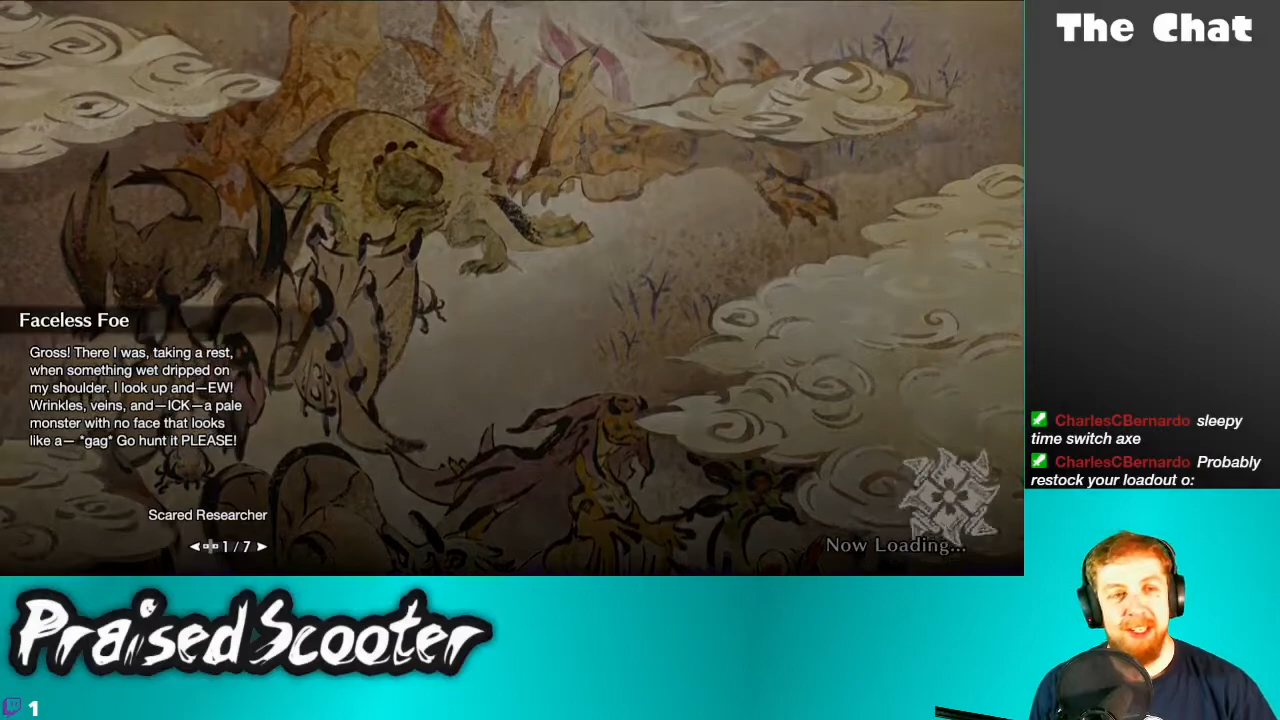 The Chat
Faceless Foe
Gross! There I was, taking a rest,
when something wet dripped on
my shoulder. I look up and—EW!
Wrinkles, veins, and—ICK—a pale
monster with no face that looks
like a— *gag* Go hunt it PLEASE!
Scared Researcher
1 / 7
Now Loading...
CharlesCBernardo sleepy
time switch axe
CharlesCBernardo Probably
restock your loadout o:
PraisedScooter
1